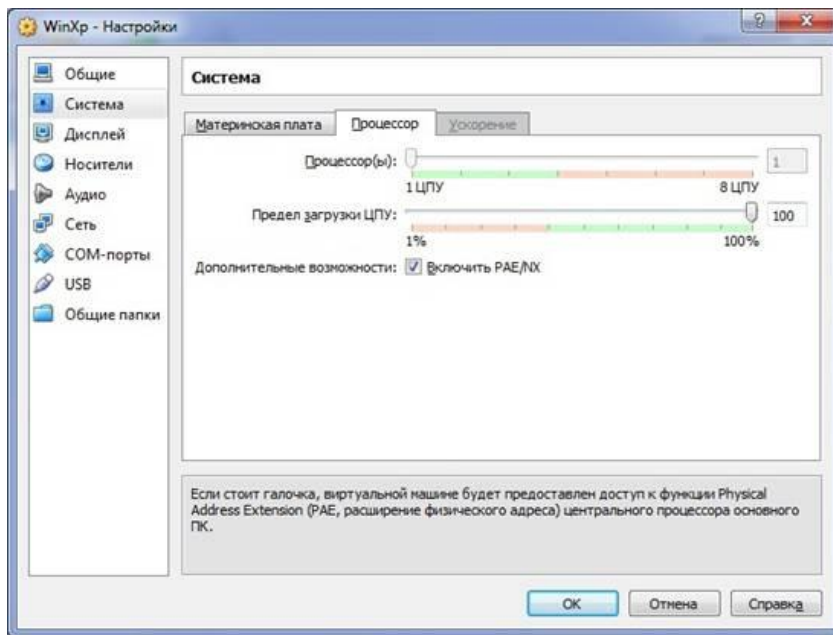 WinXp - Настройки
Общие
Система
Дисплей
Носители
Аудио
Сеть
COM-порты
USB
Общие папки
Система
Материнская плата Процессор Ускорение
Процессор(ы): 1
1 ЦПУ 8 ЦПУ
Предел загрузки ЦПУ: 100
1% 100%
Дополнительные возможности: Включить PAE/NX
Если стоит галочка, виртуальной машине будет предоставлен доступ к функции Physical
Address Extension (PAE, расширение физического адреса) центрального процессора основного
ПК.
OK Отмена Справка